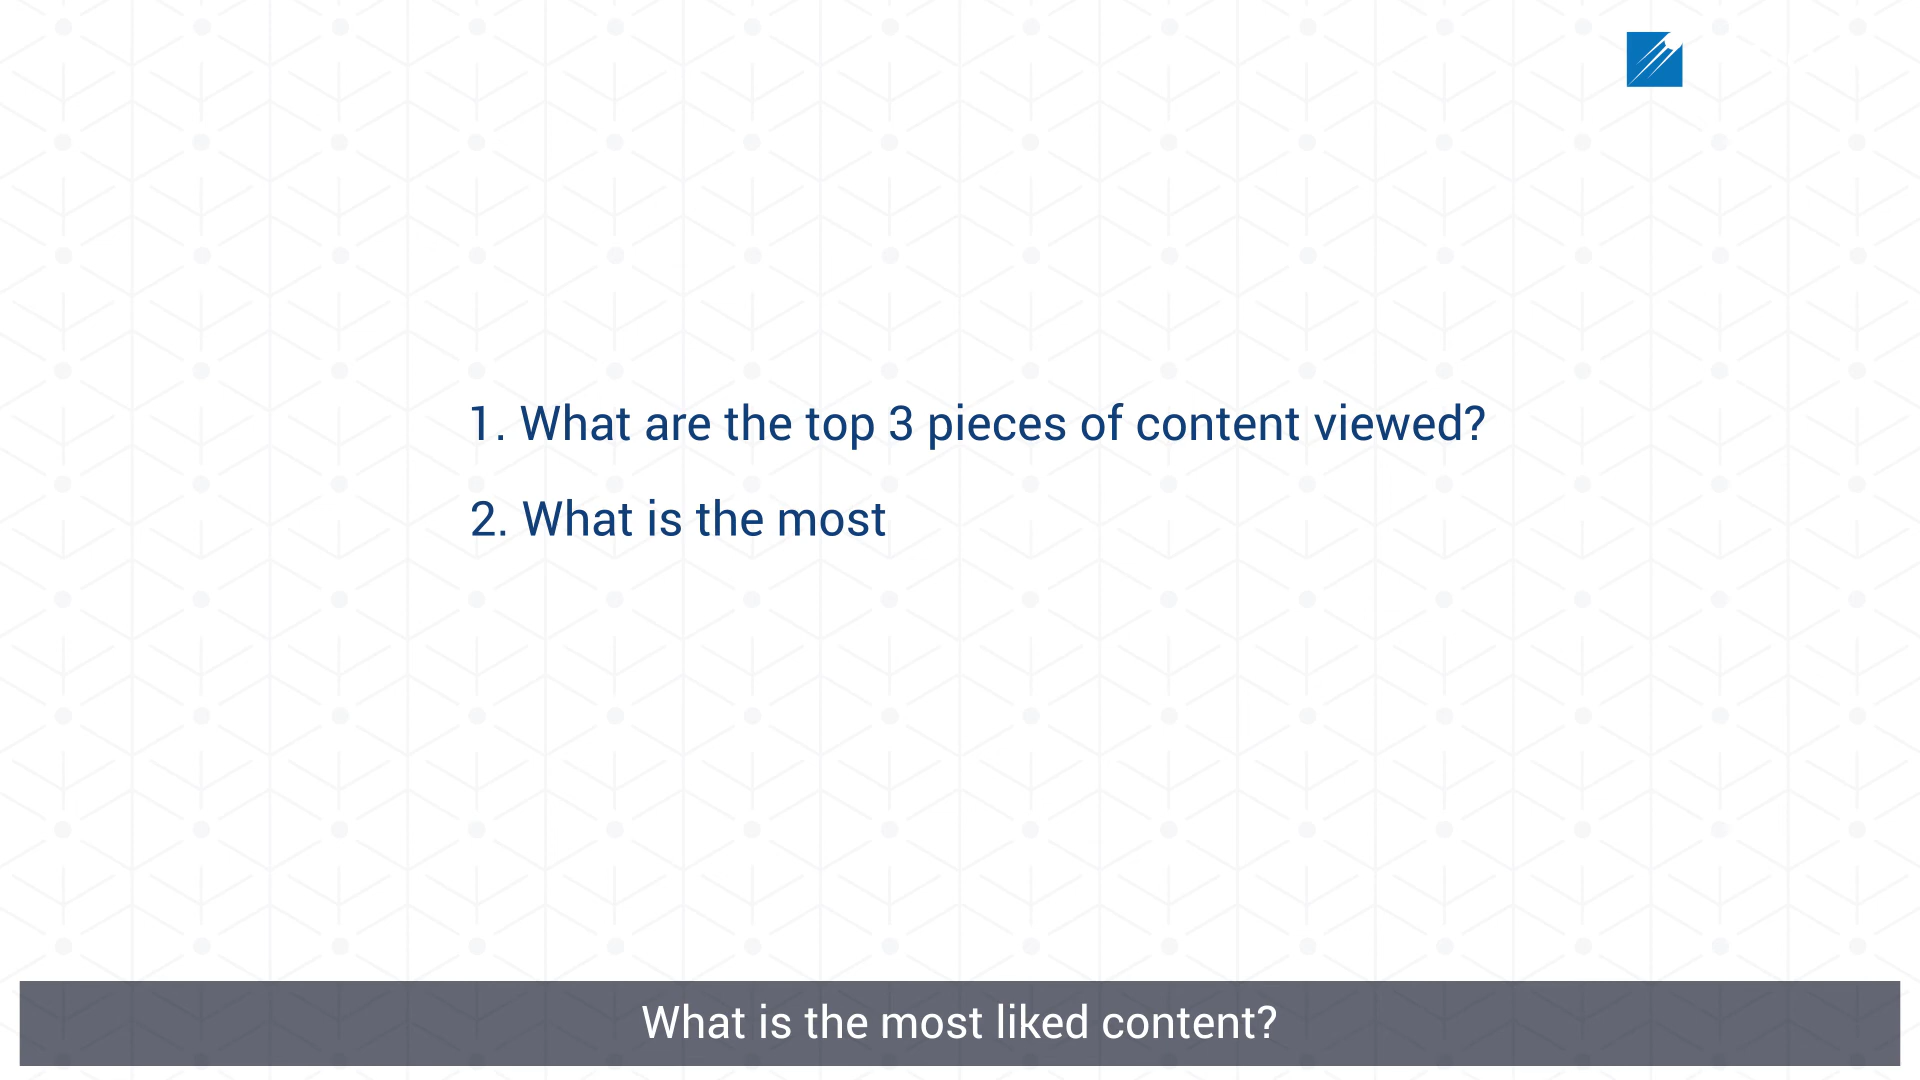 1. What are the top 3 pieces of content viewed?
2. What is the most
What is the most liked content?